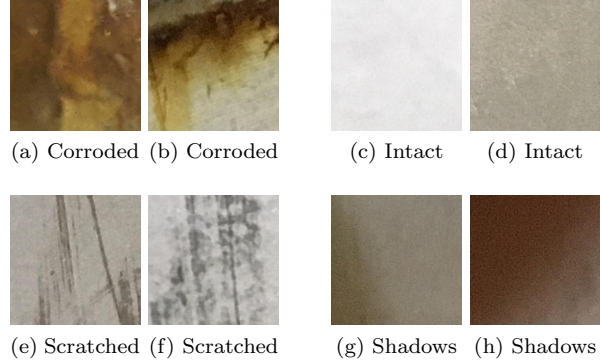 (a) Corroded (b) Corroded (c) Intact (d) Intact
(e) Scratched (f) Scratched (g) Shadows (h) Shadows